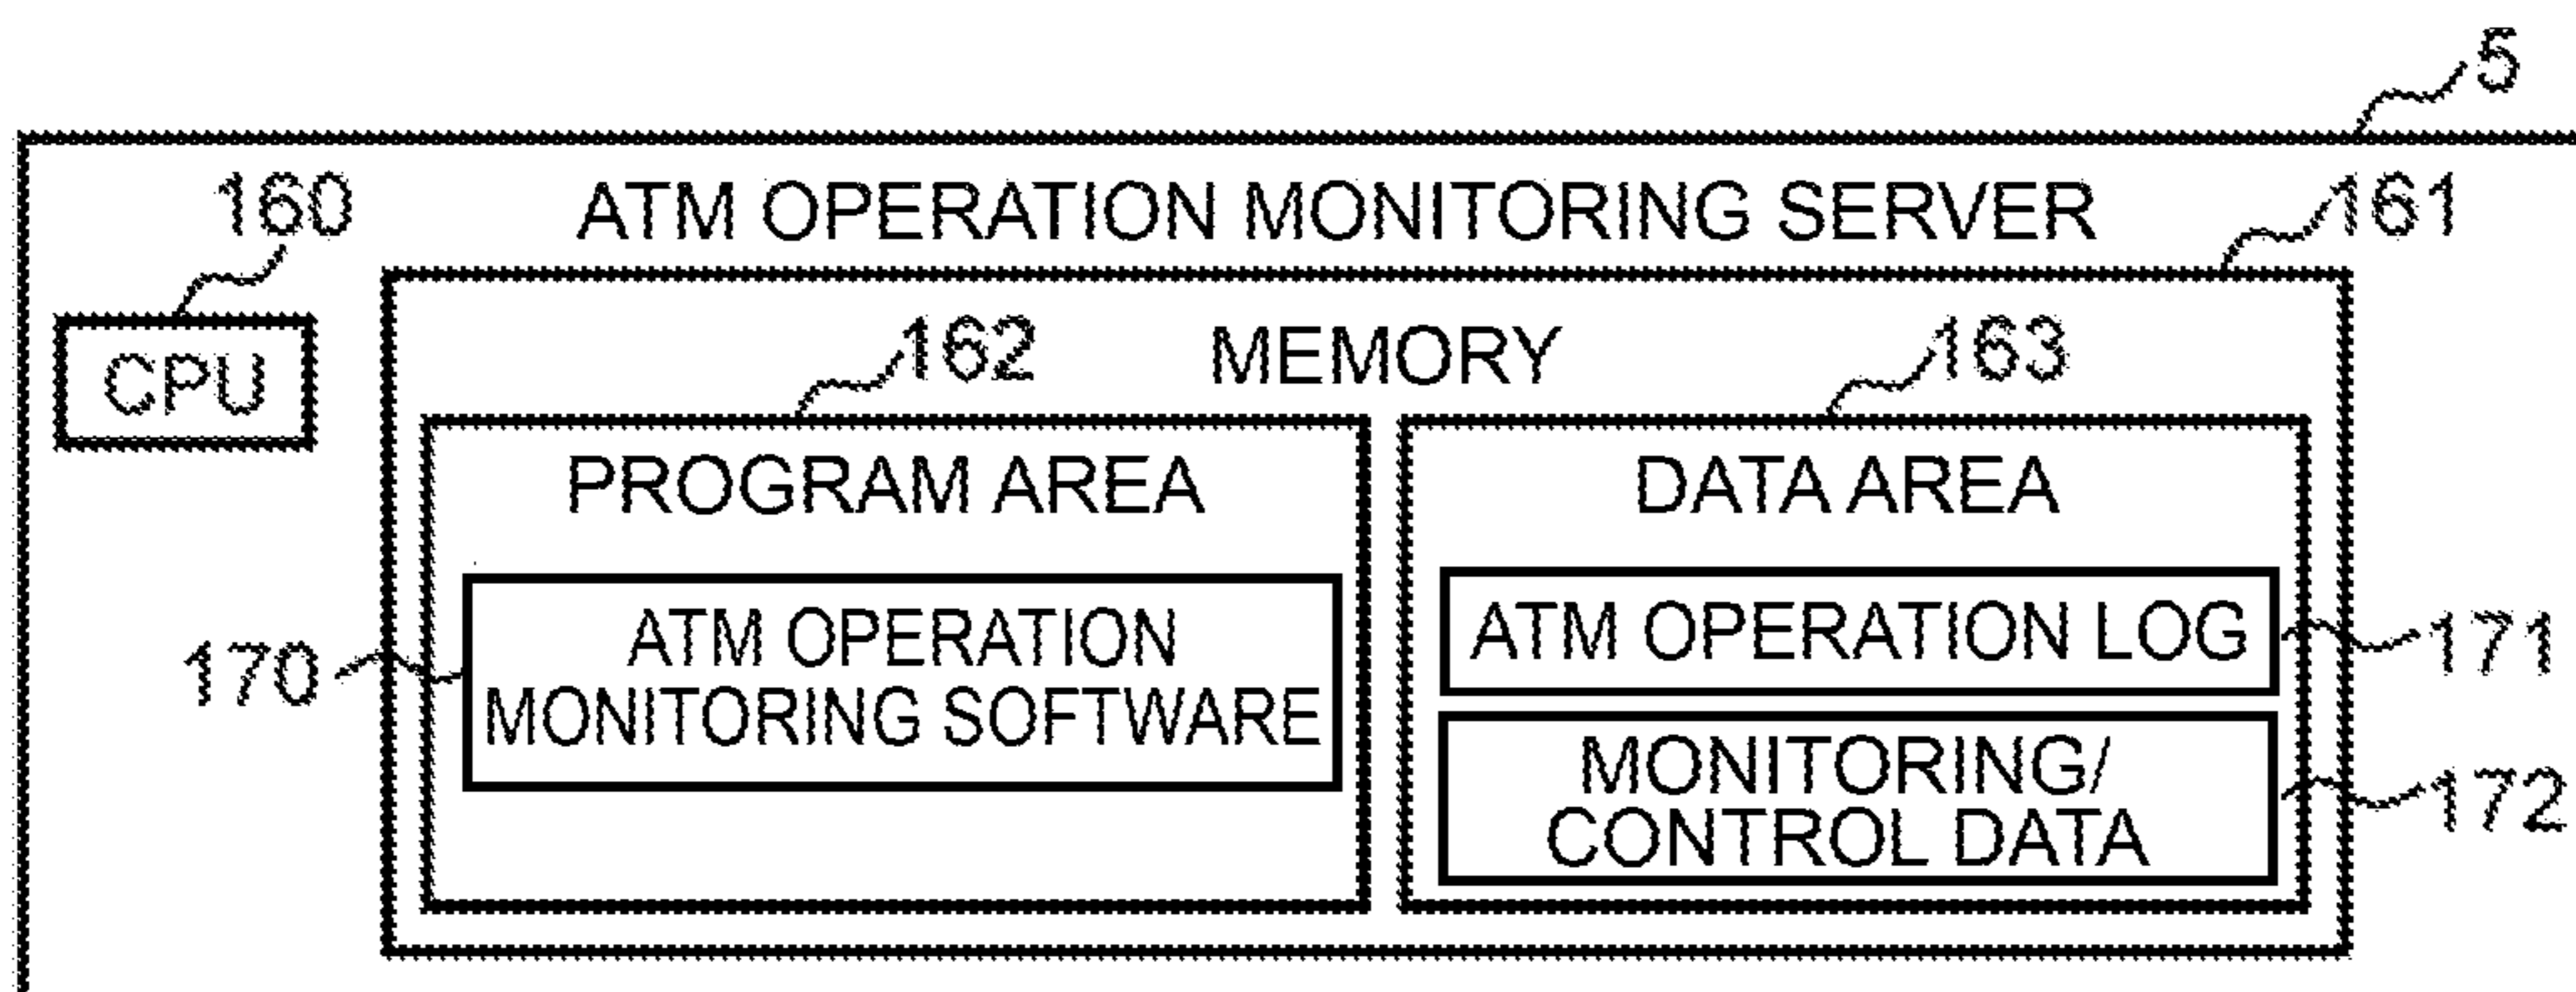 5
160
ATM OPERATION MONITORING SERVER
161
CPU
162
MEMORY
163
PROGRAM AREA
DATA AREA
170
ATM OPERATION
MONITORING SOFTWARE
ATM OPERATION LOG
171
MONITORING/
CONTROL DATA
172